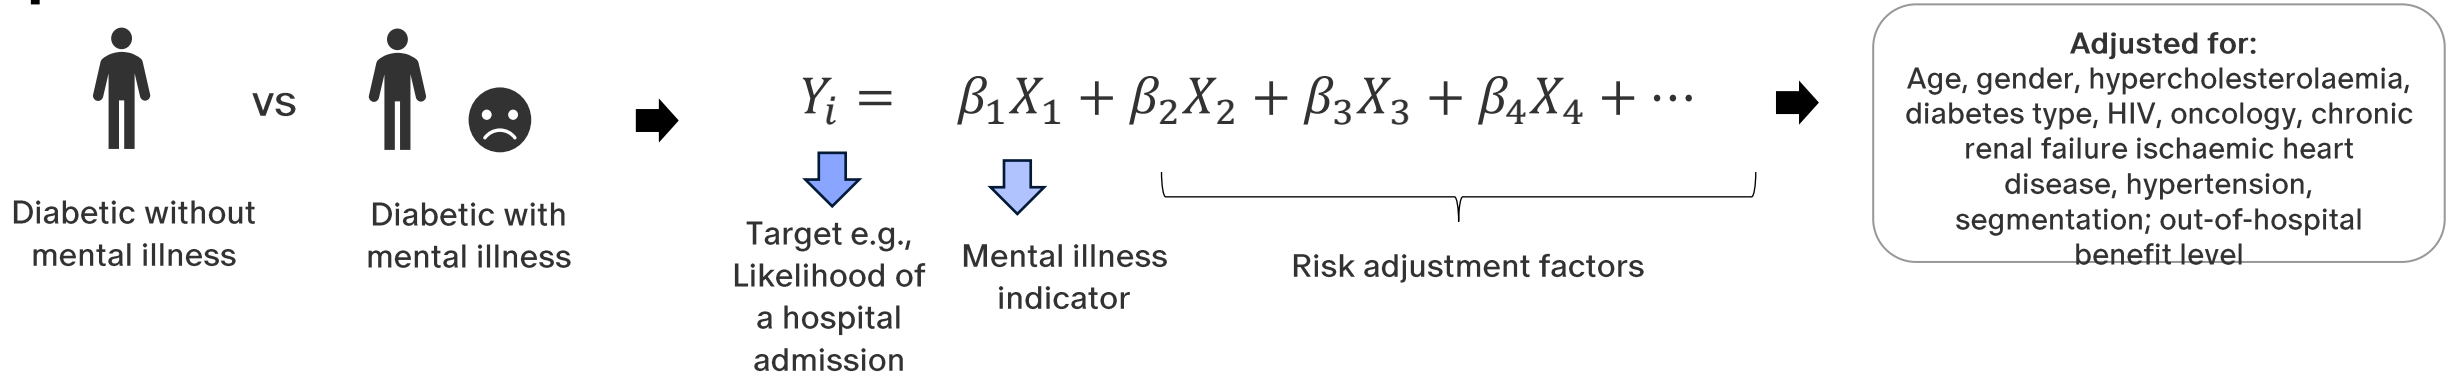 Diabetic without
mental illness
vs
Diabetic with
mental illness
Yᵢ = β₁X₁ + β₂X₂ + β₃X₃ + β₄X₄ + ⋯
Target e.g.,
Likelihood of
a hospital
admission
Mental illness
indicator
Risk adjustment factors
Adjusted for:
Age, gender, hypercholesterolaemia,
diabetes type, HIV, oncology, chronic
renal failure ischaemic heart
disease, hypertension,
segmentation; out-of-hospital
benefit level